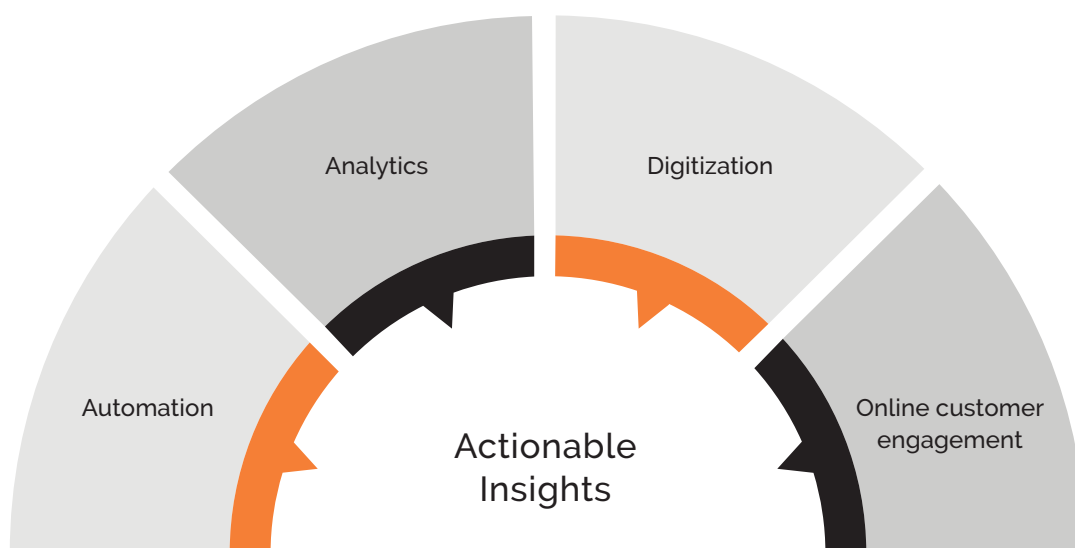 Analytics
Digitization
Automation
Online customer
engagement
Actionable
Insights